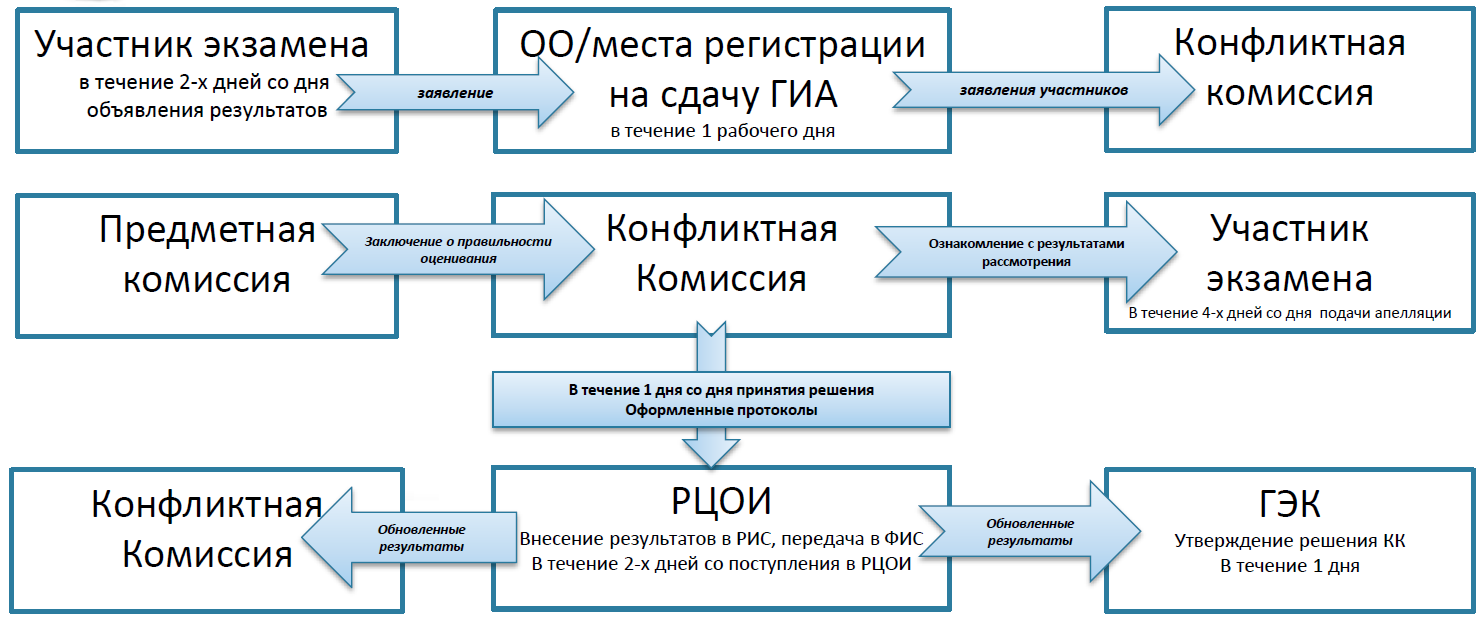 Участник экзамена
в течение 2-х дней со дня
объявления результатов
заявление
ОО/места регистрации
на сдачу ГИА
в течение 1 рабочего дня
заявления участников
Конфликтная
комиссия
Предметная
комиссия
Заключение о правильности
оценивания
Конфликтная
Комиссия
Ознакомление с результатами
рассмотрения
Участник
экзамена
В течение 4-х дней со дня подачи апелляции
В течение 1 дня со дня принятия решения
Оформленные протоколы
Конфликтная
Комиссия
Обновленные
результаты
РЦОИ
Внесение результатов в РИС, передача в ФИС
В течение 2-х дней со поступления в РЦОИ
Обновленные
результаты
ГЭК
Утверждение решения КК
В течение 1 дня